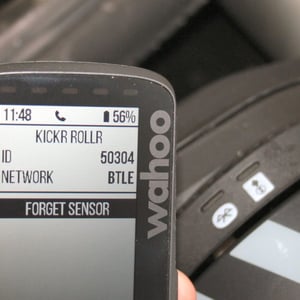 11:48 56%
KICKR ROLLR
ID 50304
NETWORK BTLE
FORGET SENSOR
wahoo